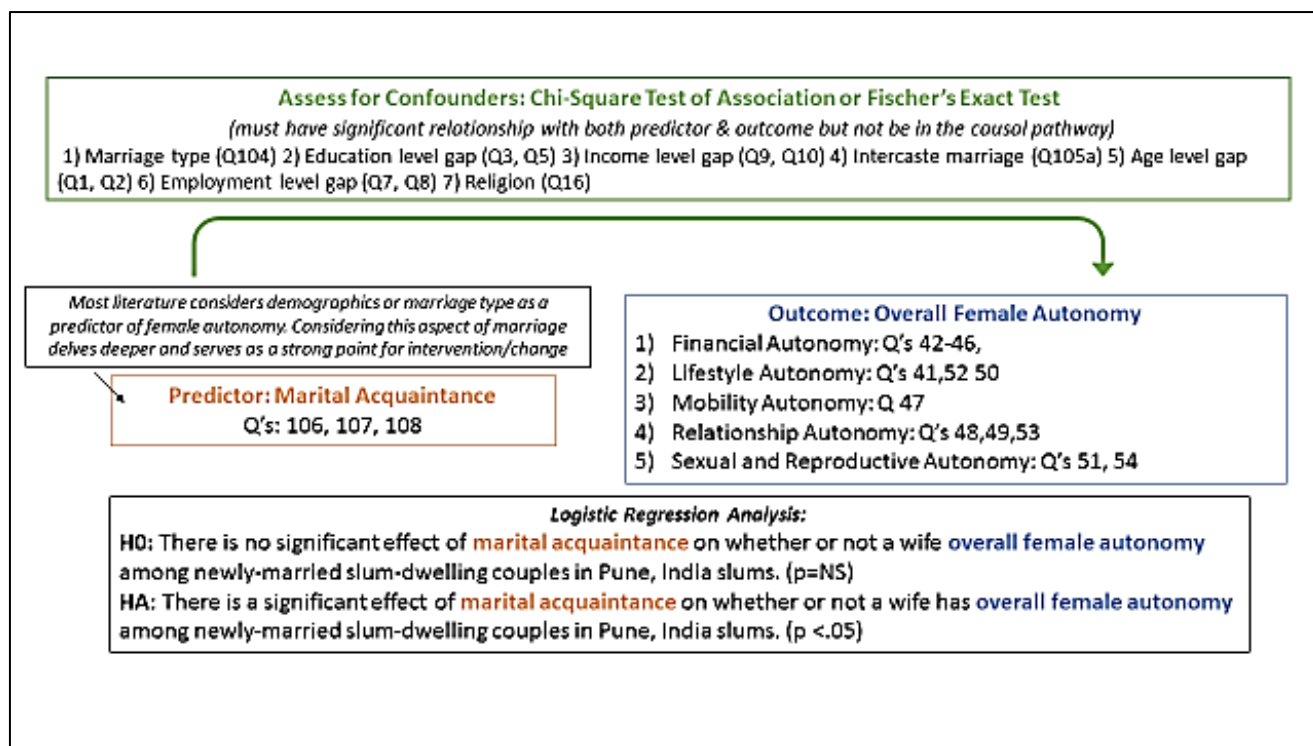 Assess for Confounders: Chi-Square Test of Association or Fischer's Exact Test
(must have significant relationship with both predictor & outcome but not be in the causal pathway)
1) Marriage type (Q104) 2) Education level gap (Q3, Q5) 3) Income level gap (Q9, Q10) 4) Intercaste marriage (Q105a) 5) Age level gap
(Q1, Q2) 6) Employment level gap (Q7, Q8) 7) Religion (Q16)
Most literature considers demographics or marriage type as a
predictor of female autonomy. Considering this aspect of marriage
delves deeper and serves as a strong point for intervention/change
Predictor: Marital Acquaintance
Q's: 106, 107, 108
Outcome: Overall Female Autonomy
1) Financial Autonomy: Q's 42-46,
2) Lifestyle Autonomy: Q's 41,52 50
3) Mobility Autonomy: Q 47
4) Relationship Autonomy: Q's 48,49,53
5) Sexual and Reproductive Autonomy: Q's 51, 54
Logistic Regression Analysis:
H0: There is no significant effect of marital acquaintance on whether or not a wife overall female autonomy
among newly-married slum-dwelling couples in Pune, India slums. (p=NS)
HA: There is a significant effect of marital acquaintance on whether or not a wife has overall female autonomy
among newly-married slum-dwelling couples in Pune, India slums. (p <.05)